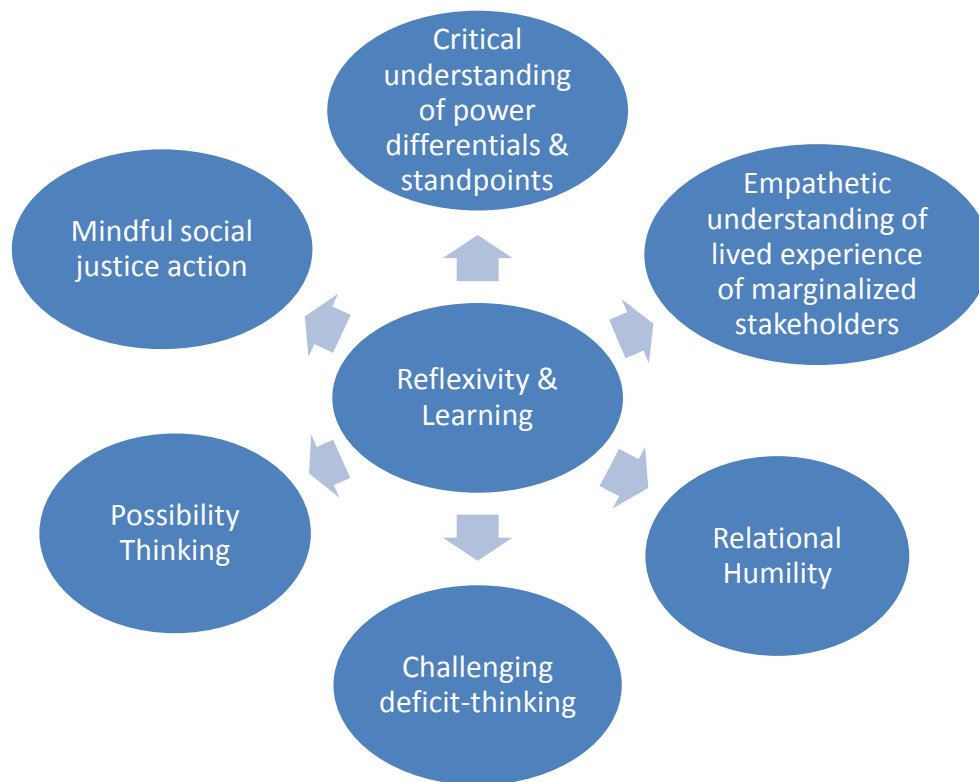 Critical
understanding
of power
differentials &
standpoints
Empathetic
understanding of
lived experience
of marginalized
stakeholders
Relational
Humility
Challenging
deficit-thinking
Possibility
Thinking
Mindful social
justice action
Reflexivity &
Learning